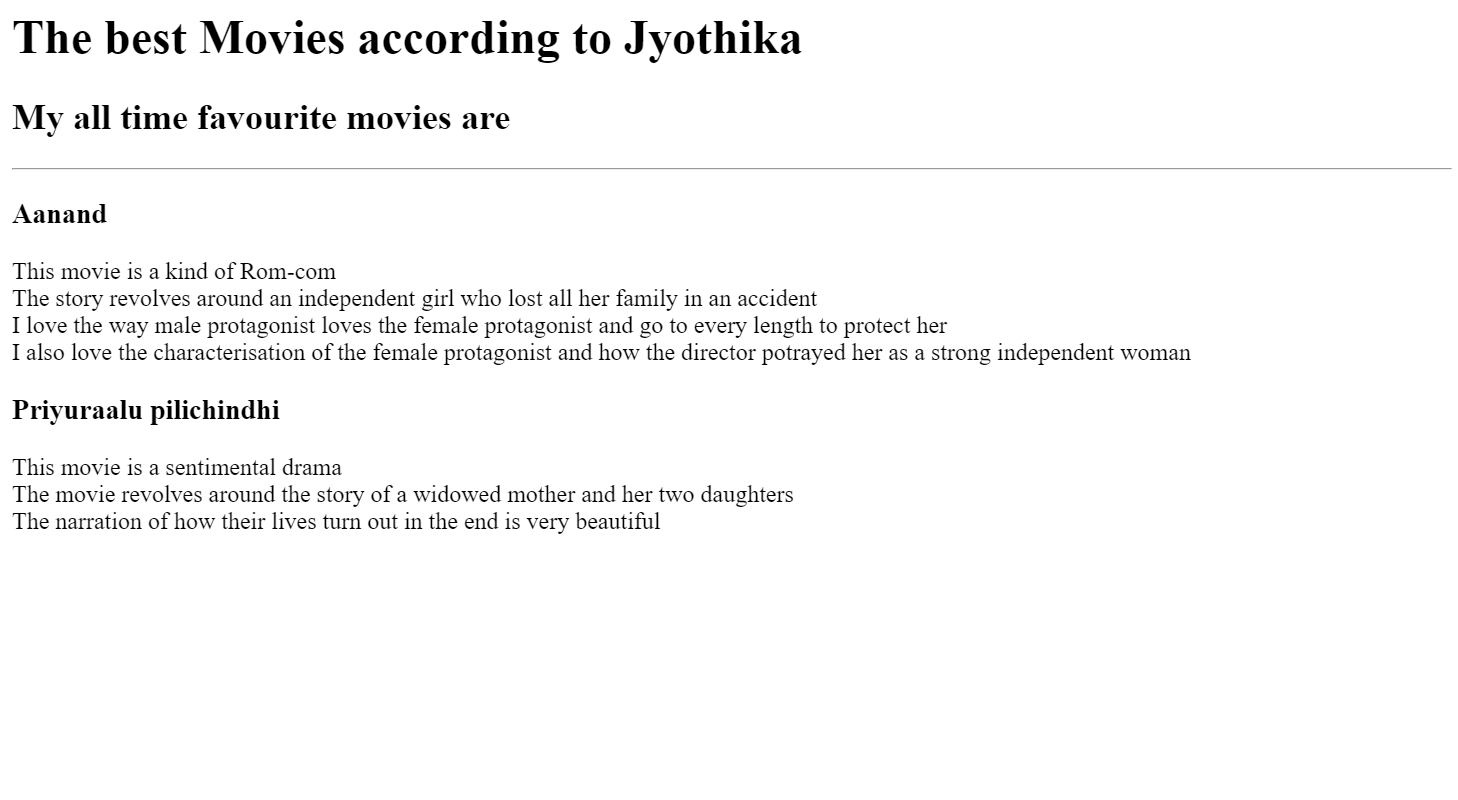 The best Movies according to Jyothika
My all time favourite movies are
Aanand
This movie is a kind of Rom-com
The story revolves around an independent girl who lost all her family in an accident
I love the way male protagonist loves the female protagonist and go to every length to protect her
I also love the characterisation of the female protagonist and how the director potrayed her as a strong independent woman
Priyuraalu pilichindhi
This movie is a sentimental drama
The movie revolves around the story of a widowed mother and her two daughters
The narration of how their lives turn out in the end is very beautiful